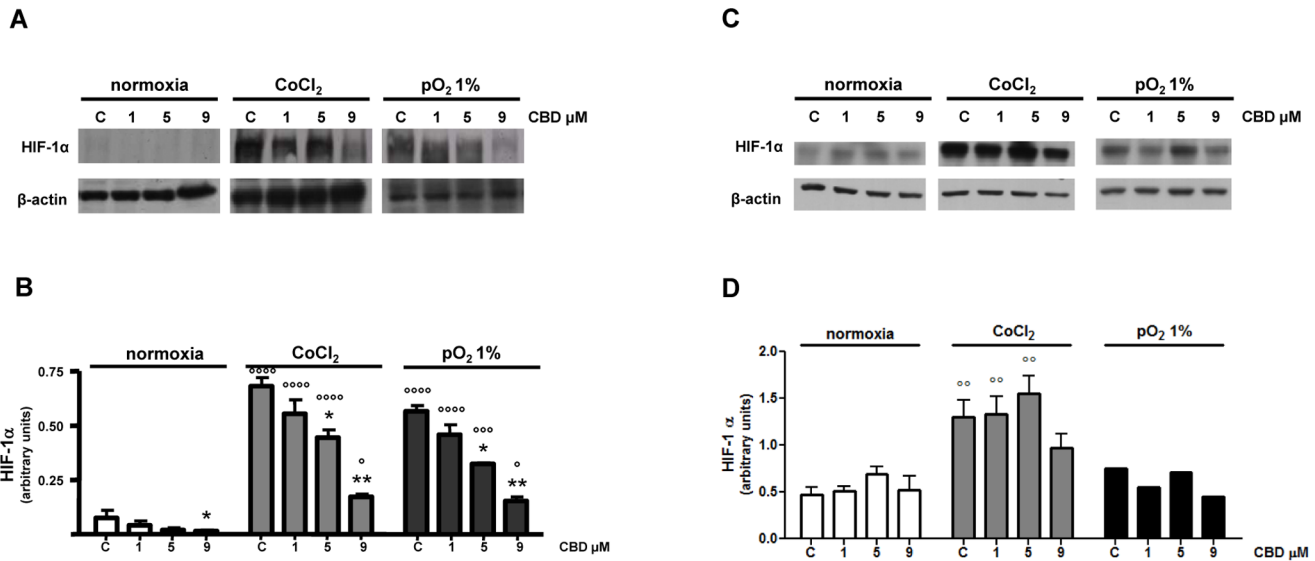 A
normoxia CoCl₂ pO₂ 1%
C 1 5 9 C 1 5 9 C 1 5 9 CBD µM
HIF-1α
β-actin
C
normoxia CoCl₂ pO₂ 1%
C 1 5 9 C 1 5 9 C 1 5 9 CBD µM
HIF-1α
β-actin
B
normoxia CoCl₂ pO₂ 1%
HIF-1α
(arbitrary units)
0.75
0.50
0.25
°°°° °°°° °°°° * ° ** °°°° °°°° °°° * ° **
*
C 1 5 9 C 1 5 9 C 1 5 9 CBD µM
D
normoxia CoCl₂ pO₂ 1%
HIF-1 α
(arbitrary units)
2.0
1.5
1.0
0.5
0.0
°° °° °°
C 1 5 9 C 1 5 9 C 1 5 9 CBD µM